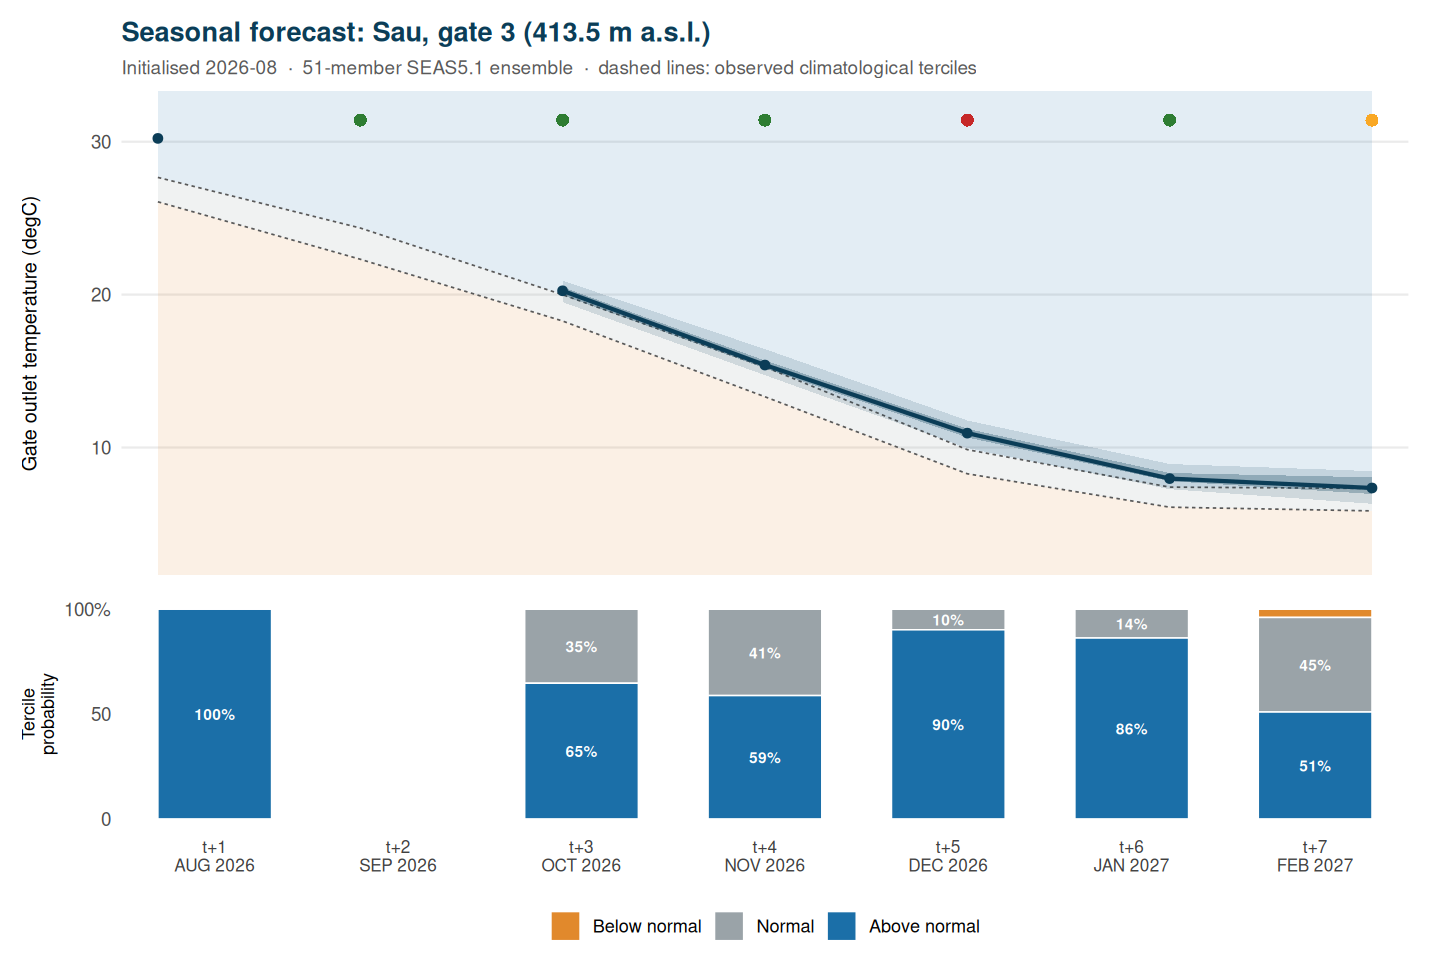 Seasonal forecast: Sau, gate 3 (413.5 m a.s.l.)
Initialised 2026-08 · 51-member SEAS5.1 ensemble · dashed lines: observed climatological terciles
Gate outlet temperature (degC)
30
20
10
Tercile
probability
100%
50
0
100%
35%
65%
41%
59%
10%
90%
14%
86%
45%
51%
t+1
AUG 2026
t+2
SEP 2026
t+3
OCT 2026
t+4
NOV 2026
t+5
DEC 2026
t+6
JAN 2027
t+7
FEB 2027
Below normal
Normal
Above normal